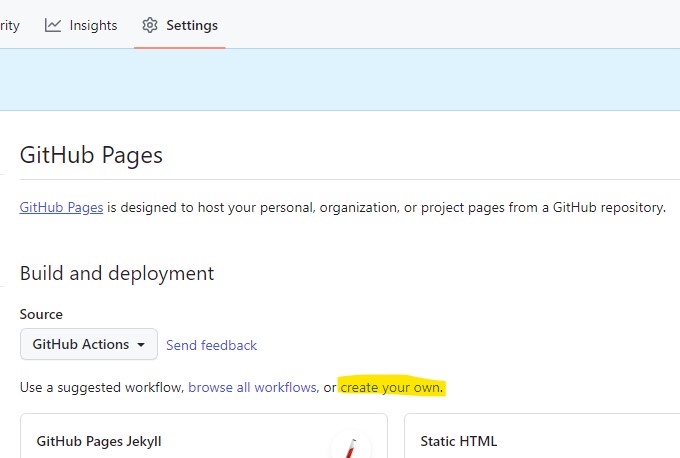 rity Insights Settings
GitHub Pages
GitHub Pages is designed to host your personal, organization, or project pages from a GitHub repository.
Build and deployment
Source
GitHub Actions Send feedback
Use a suggested workflow, browse all workflows, or create your own.
GitHub Pages Jekyll Static HTML